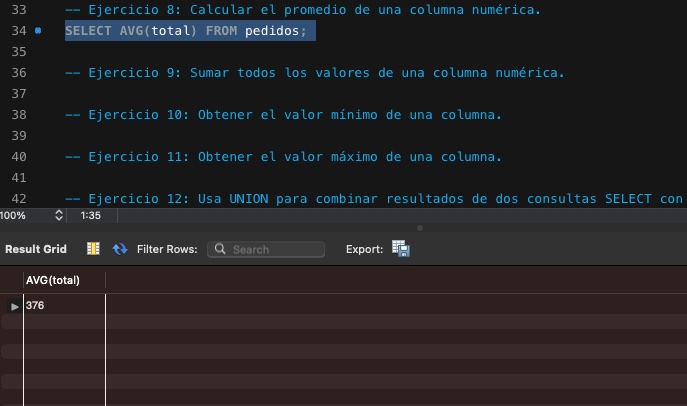 33 -- Ejercicio 8: Calcular el promedio de una columna numérica.
34 SELECT AVG(total) FROM pedidos;
35
36 -- Ejercicio 9: Sumar todos los valores de una columna numérica.
37
38 -- Ejercicio 10: Obtener el valor mínimo de una columna.
39
40 -- Ejercicio 11: Obtener el valor máximo de una columna.
41
42 -- Ejercicio 12: Usa UNION para combinar resultados de dos consultas SELECT con
100% 1:35
Result Grid Filter Rows: Search Export:
AVG(total)
376